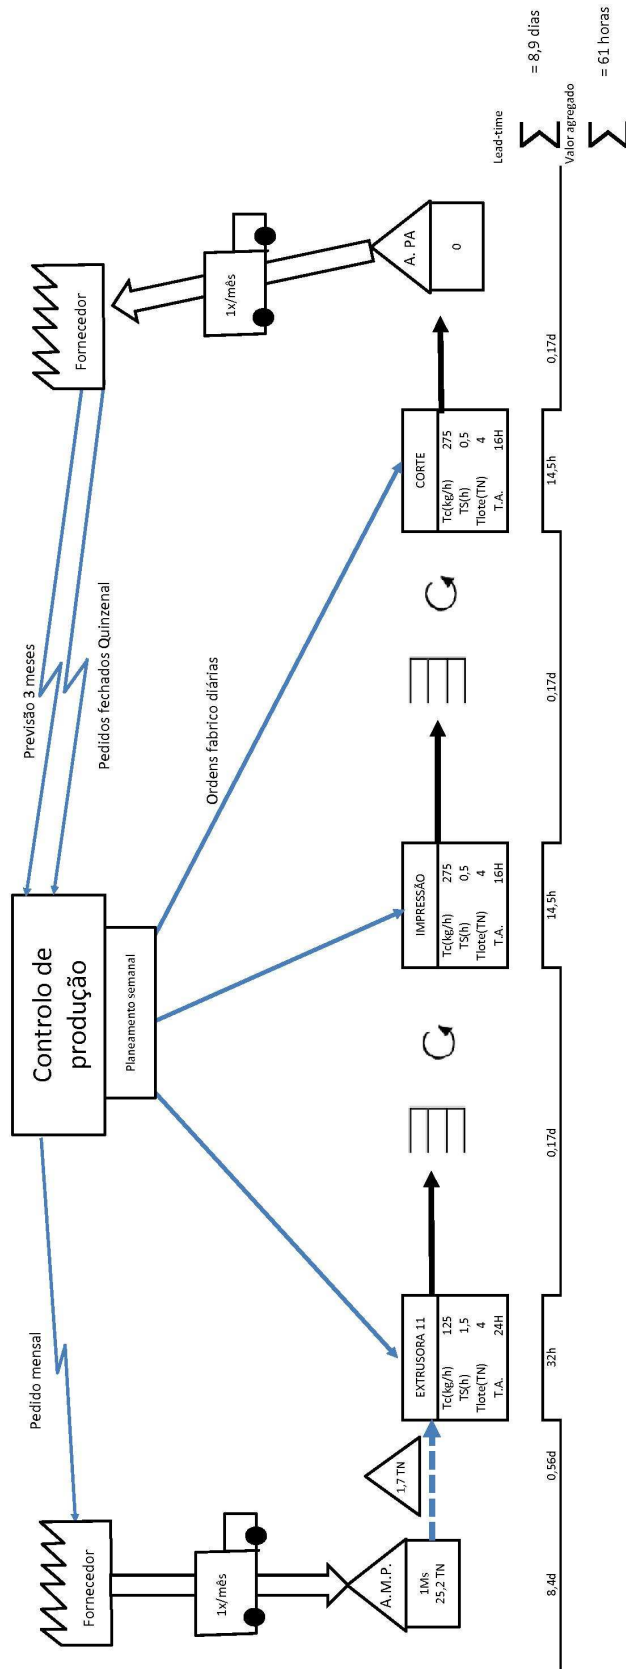 Fornecedor
1x/mês
A.M.P.
1Ms
25,2 TN
1,7 TN
Pedido mensal
Controlo de
produção
Planeamento semanal
Previsão 3 meses
Pedidos fechados Quinzenal
Ordens fabrico diárias
Fornecedor
1x/mês
A. PA
0
EXTRUSORA 11
Tc(kg/h) 125
TS(h) 1,5
Tlote(TN) 4
T.A. 24H
IMPRESSÃO
Tc(kg/h) 275
TS(h) 0,5
Tlote(TN) 4
T.A. 16H
CORTE
Tc(kg/h) 275
TS(h) 0,5
Tlote(TN) 4
T.A. 16H
8,4d 0,56d 32h 0,17d 14,5h 0,17d 14,5h 0,17d
Lead-time
Σ = 8,9 dias
Valor agregado
Σ = 61 horas